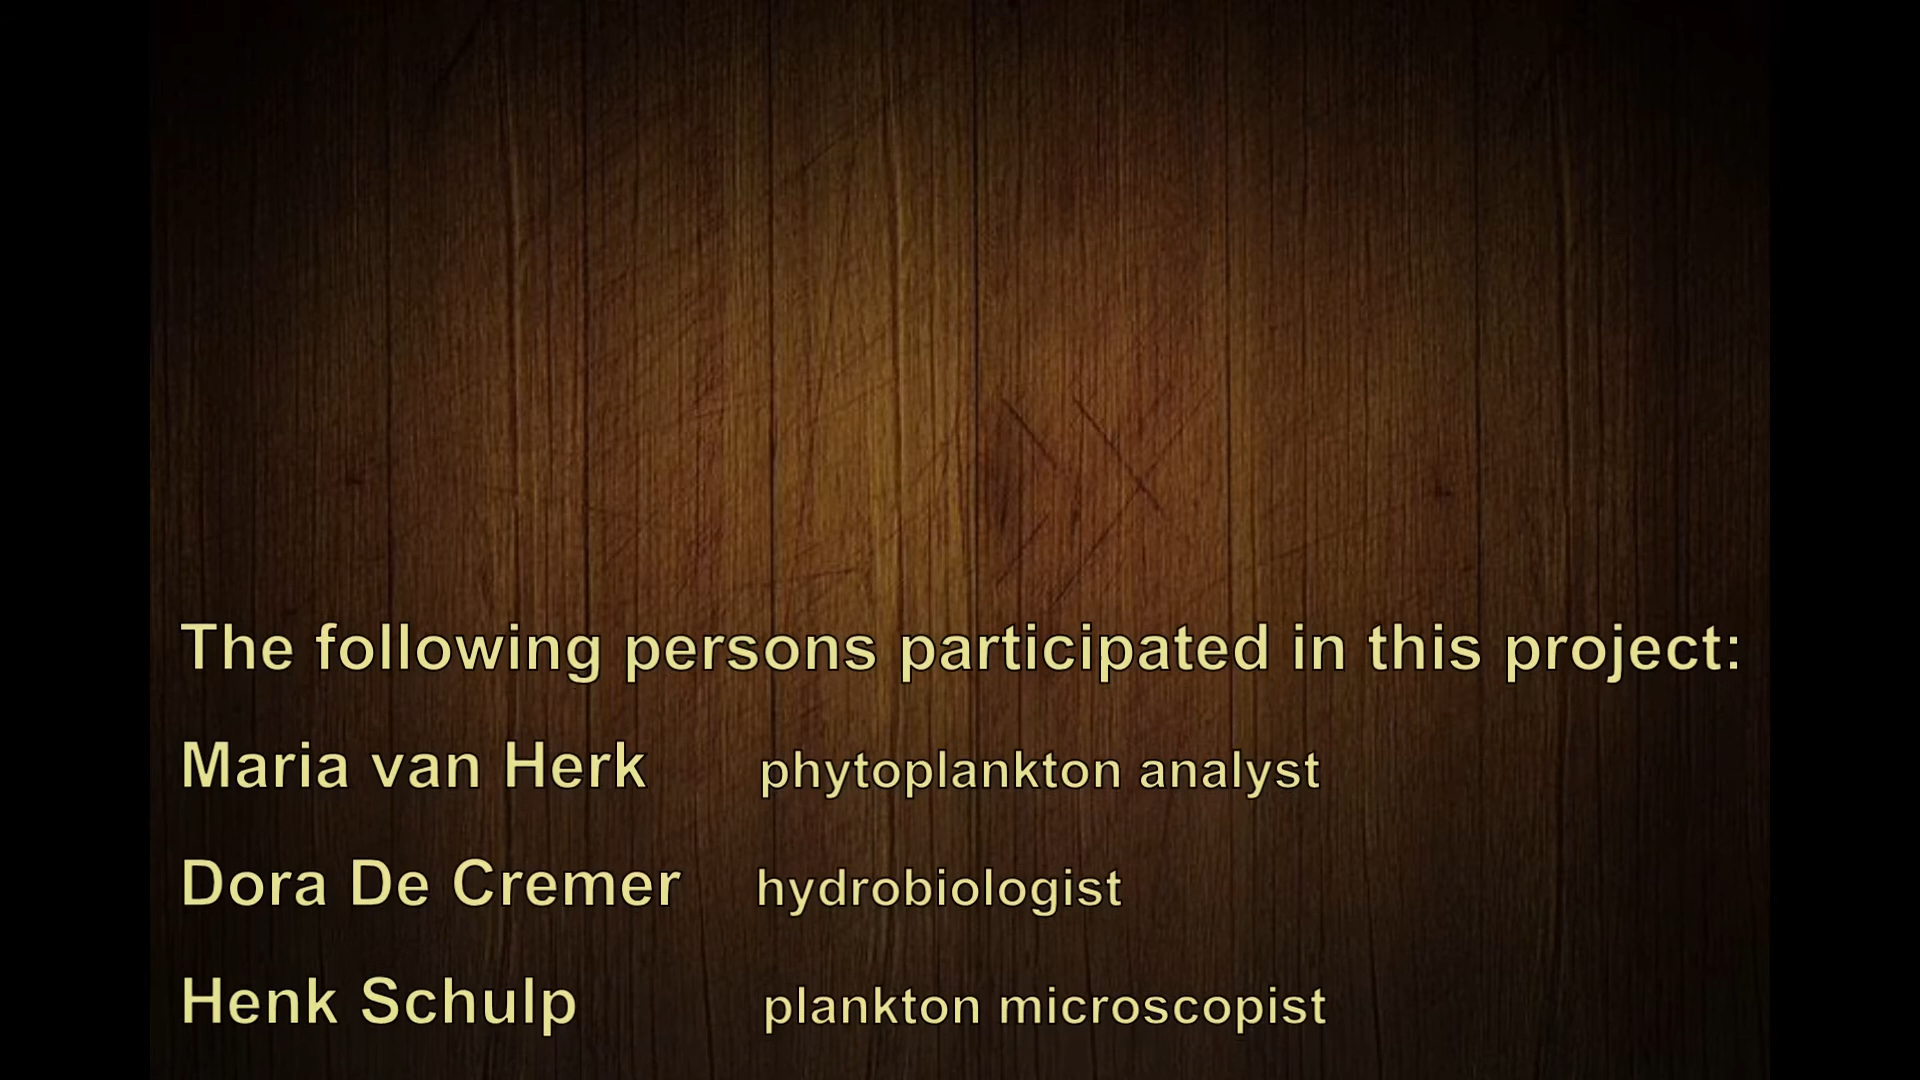 The following persons participated in this project:
Maria van Herk phytoplankton analyst
Dora De Cremer hydrobiologist
Henk Schulp plankton microscopist